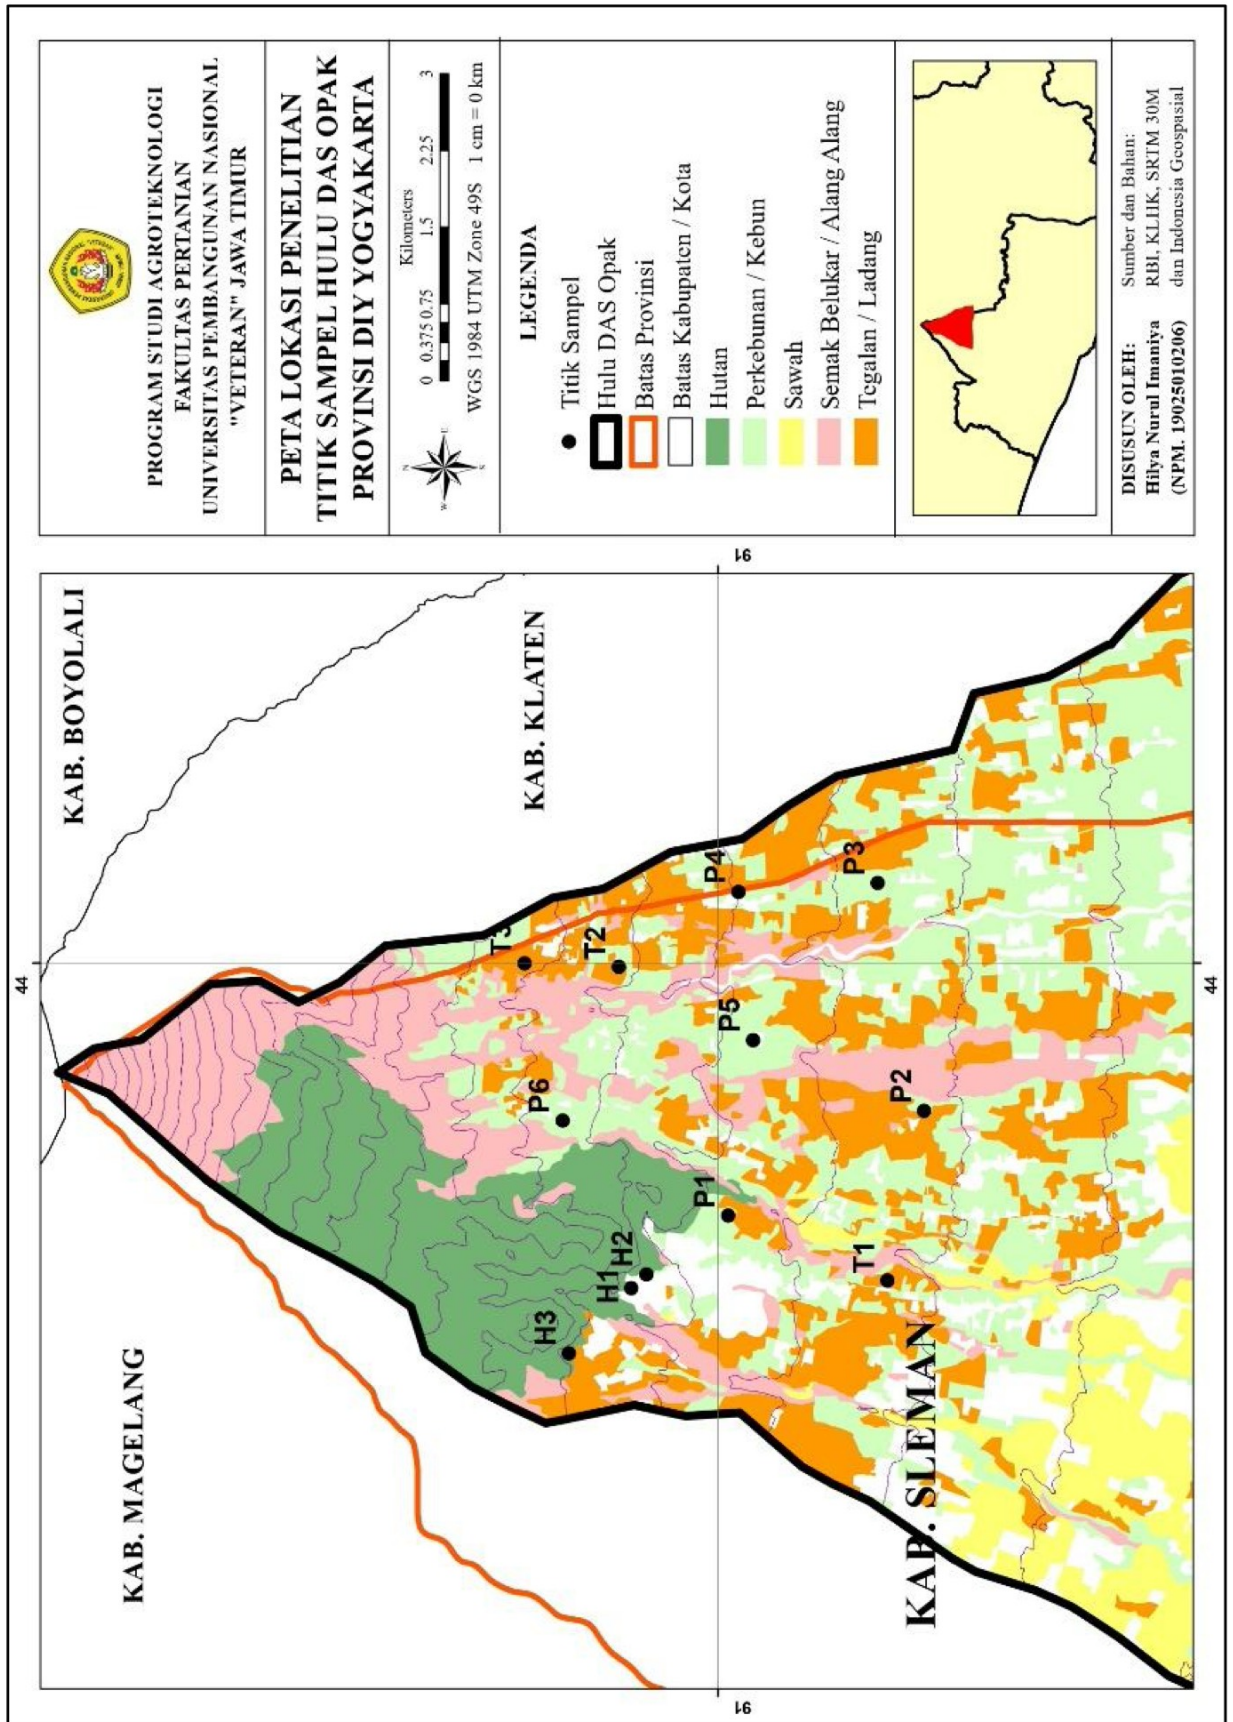 PROGRAM STUDI AGROTEKNOLOGI
FAKULTAS PERTANIAN
UNIVERSITAS PEMBANGUNAN NASIONAL
"VETERAN" JAWA TIMUR
PETA LOKASI PENELITIAN
TITIK SAMPEL HULU DAS OPAK
PROVINSI DIY YOGYAKARTA
Kilometers
0 0.375 0.75 1.5 2.25 3
WGS 1984 UTM Zone 49S 1 cm = 0 km
N
E
S
W
LEGENDA
Titik Sampel
Hulu DAS Opak
Batas Provinsi
Batas Kabupaten / Kota
Hutan
Perkebunan / Kebun
Sawah
Semak Belukar / Alang Alang
Tegalan / Ladang
DISUSUN OLEH:
Hilya Nurul Imaniya
(NPM. 19025010206)
Sumber dan Bahan:
RBI, KLHK, SRTM 30M
dan Indonesia Geospasial
44
91
KAB. MAGELANG
KAB. BOYOLALI
KAB. KLATEN
T3
P6
H3
H1
H2
T2
P1
P5
P4
T1
P2
P3
KAB. SLEMAN
91
44